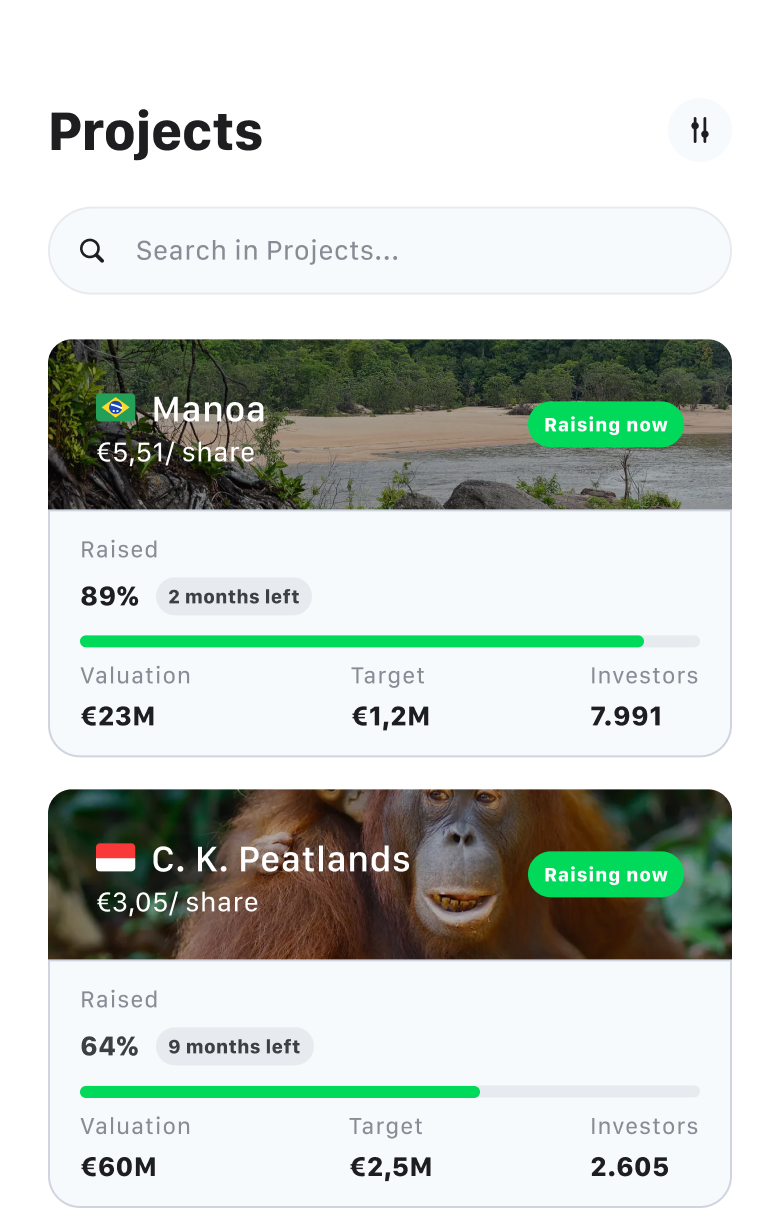 Projects
Search in Projects...
Manoa
€5,51/ share
Raising now
Raised
89% 2 months left
Valuation Target Investors
€23M €1,2M 7.991
C. K. Peatlands
€3,05/ share
Raising now
Raised
64% 9 months left
Valuation Target Investors
€60M €2,5M 2.605